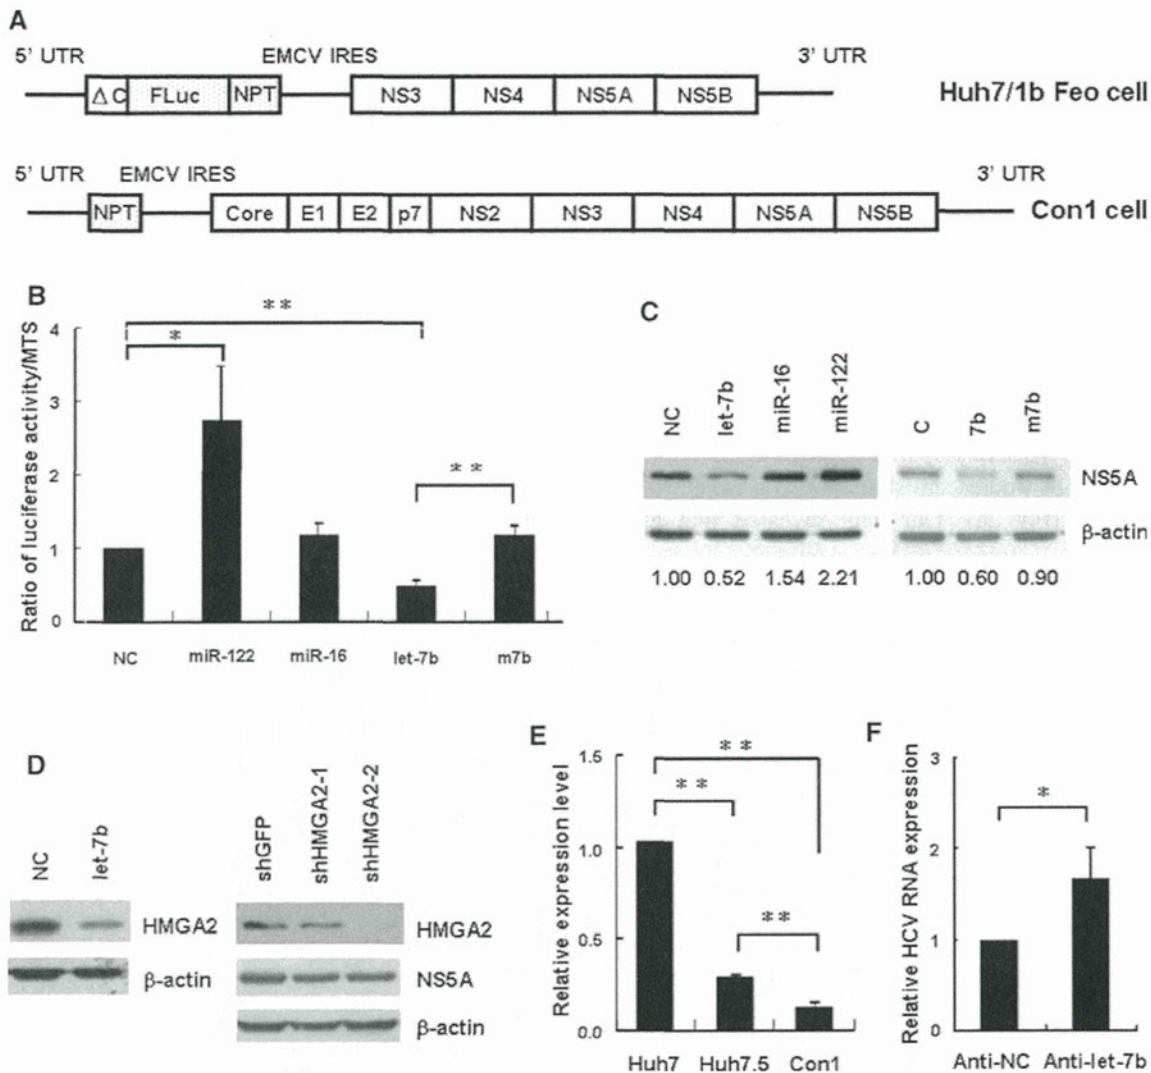 A
5' UTR EMCV IRES 3' UTR
Δ C FLuc NPT NS3 NS4 NS5A NS5B Huh7/1b Feo cell
5' UTR EMCV IRES 3' UTR
NPT Core E1 E2 p7 NS2 NS3 NS4 NS5A NS5B Con1 cell
B
Ratio of luciferase activity/MTS
4
3
2
1
0
**
*
**
NC miR-122 miR-16 let-7b m7b
C
NC let-7b miR-16 miR-122 C 7b m7b
NS5A
β-actin
1.00 0.52 1.54 2.21 1.00 0.60 0.90
D
NC let-7b
HMGA2
β-actin
shGFP shHMGA2-1 shHMGA2-2
HMGA2
NS5A
β-actin
E
Relative expression level
1.5
1.0
0.5
0.0
**
**
**
Huh7 Huh7.5 Con1
F
Relative HCV RNA expression
3
2
1
0
*
Anti-NC Anti-let-7b